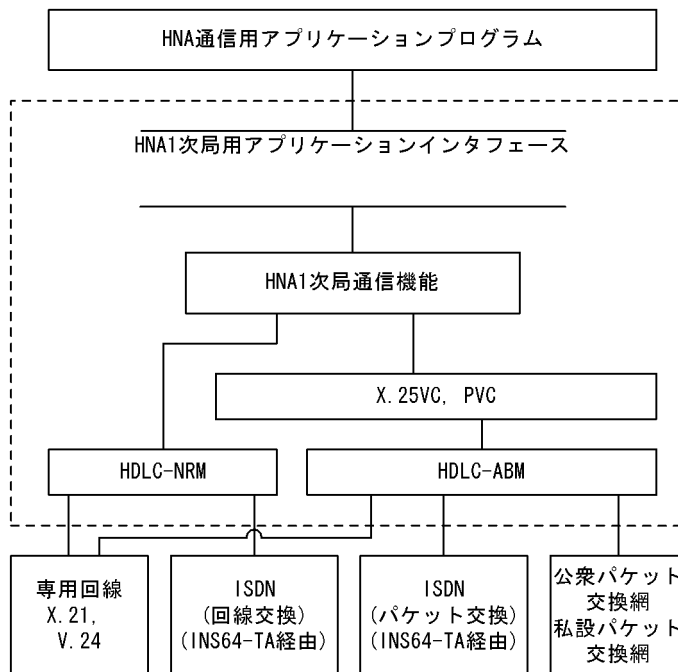 HNA通信用アプリケーションプログラム
HNA1次局用アプリケーションインタフェース
HNA1次局通信機能
X.25VC, PVC
HDLC-NRM
HDLC-ABM
専用回線
X.21,
V.24
ISDN
(回線交換)
(INS64-TA経由)
ISDN
(パケット交換)
(INS64-TA経由)
公衆パケット
交換網
私設パケット
交換網